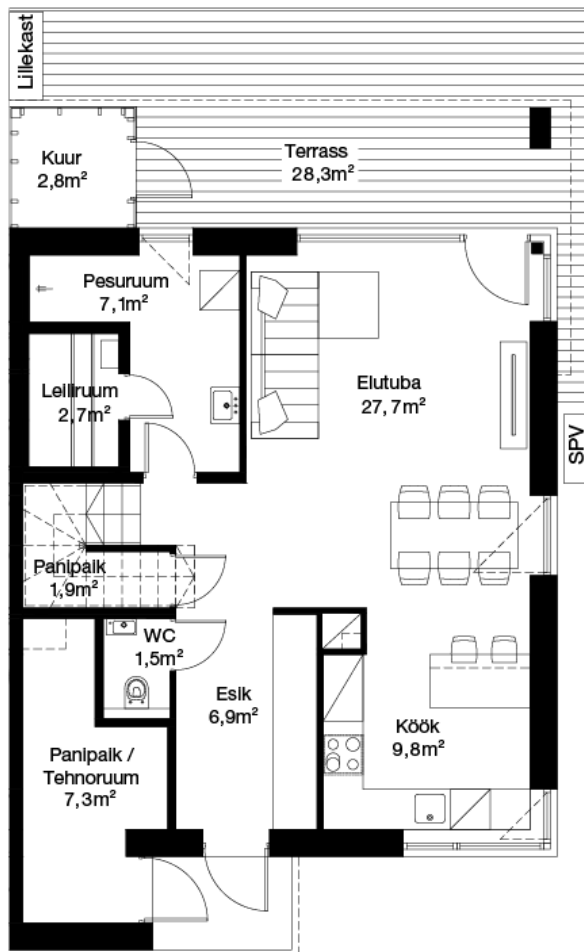 Lillekast
Kuur
2,8m²
Terrass
28,3m²
Pesuruum
7,1m²
Leiliruum
2,7m²
Elutuba
27,7m²
SPV
Panipaik
1,9m²
WC
1,5m²
Esik
6,9m²
Köök
9,8m²
Panipaik /
Tehnoruum
7,3m²